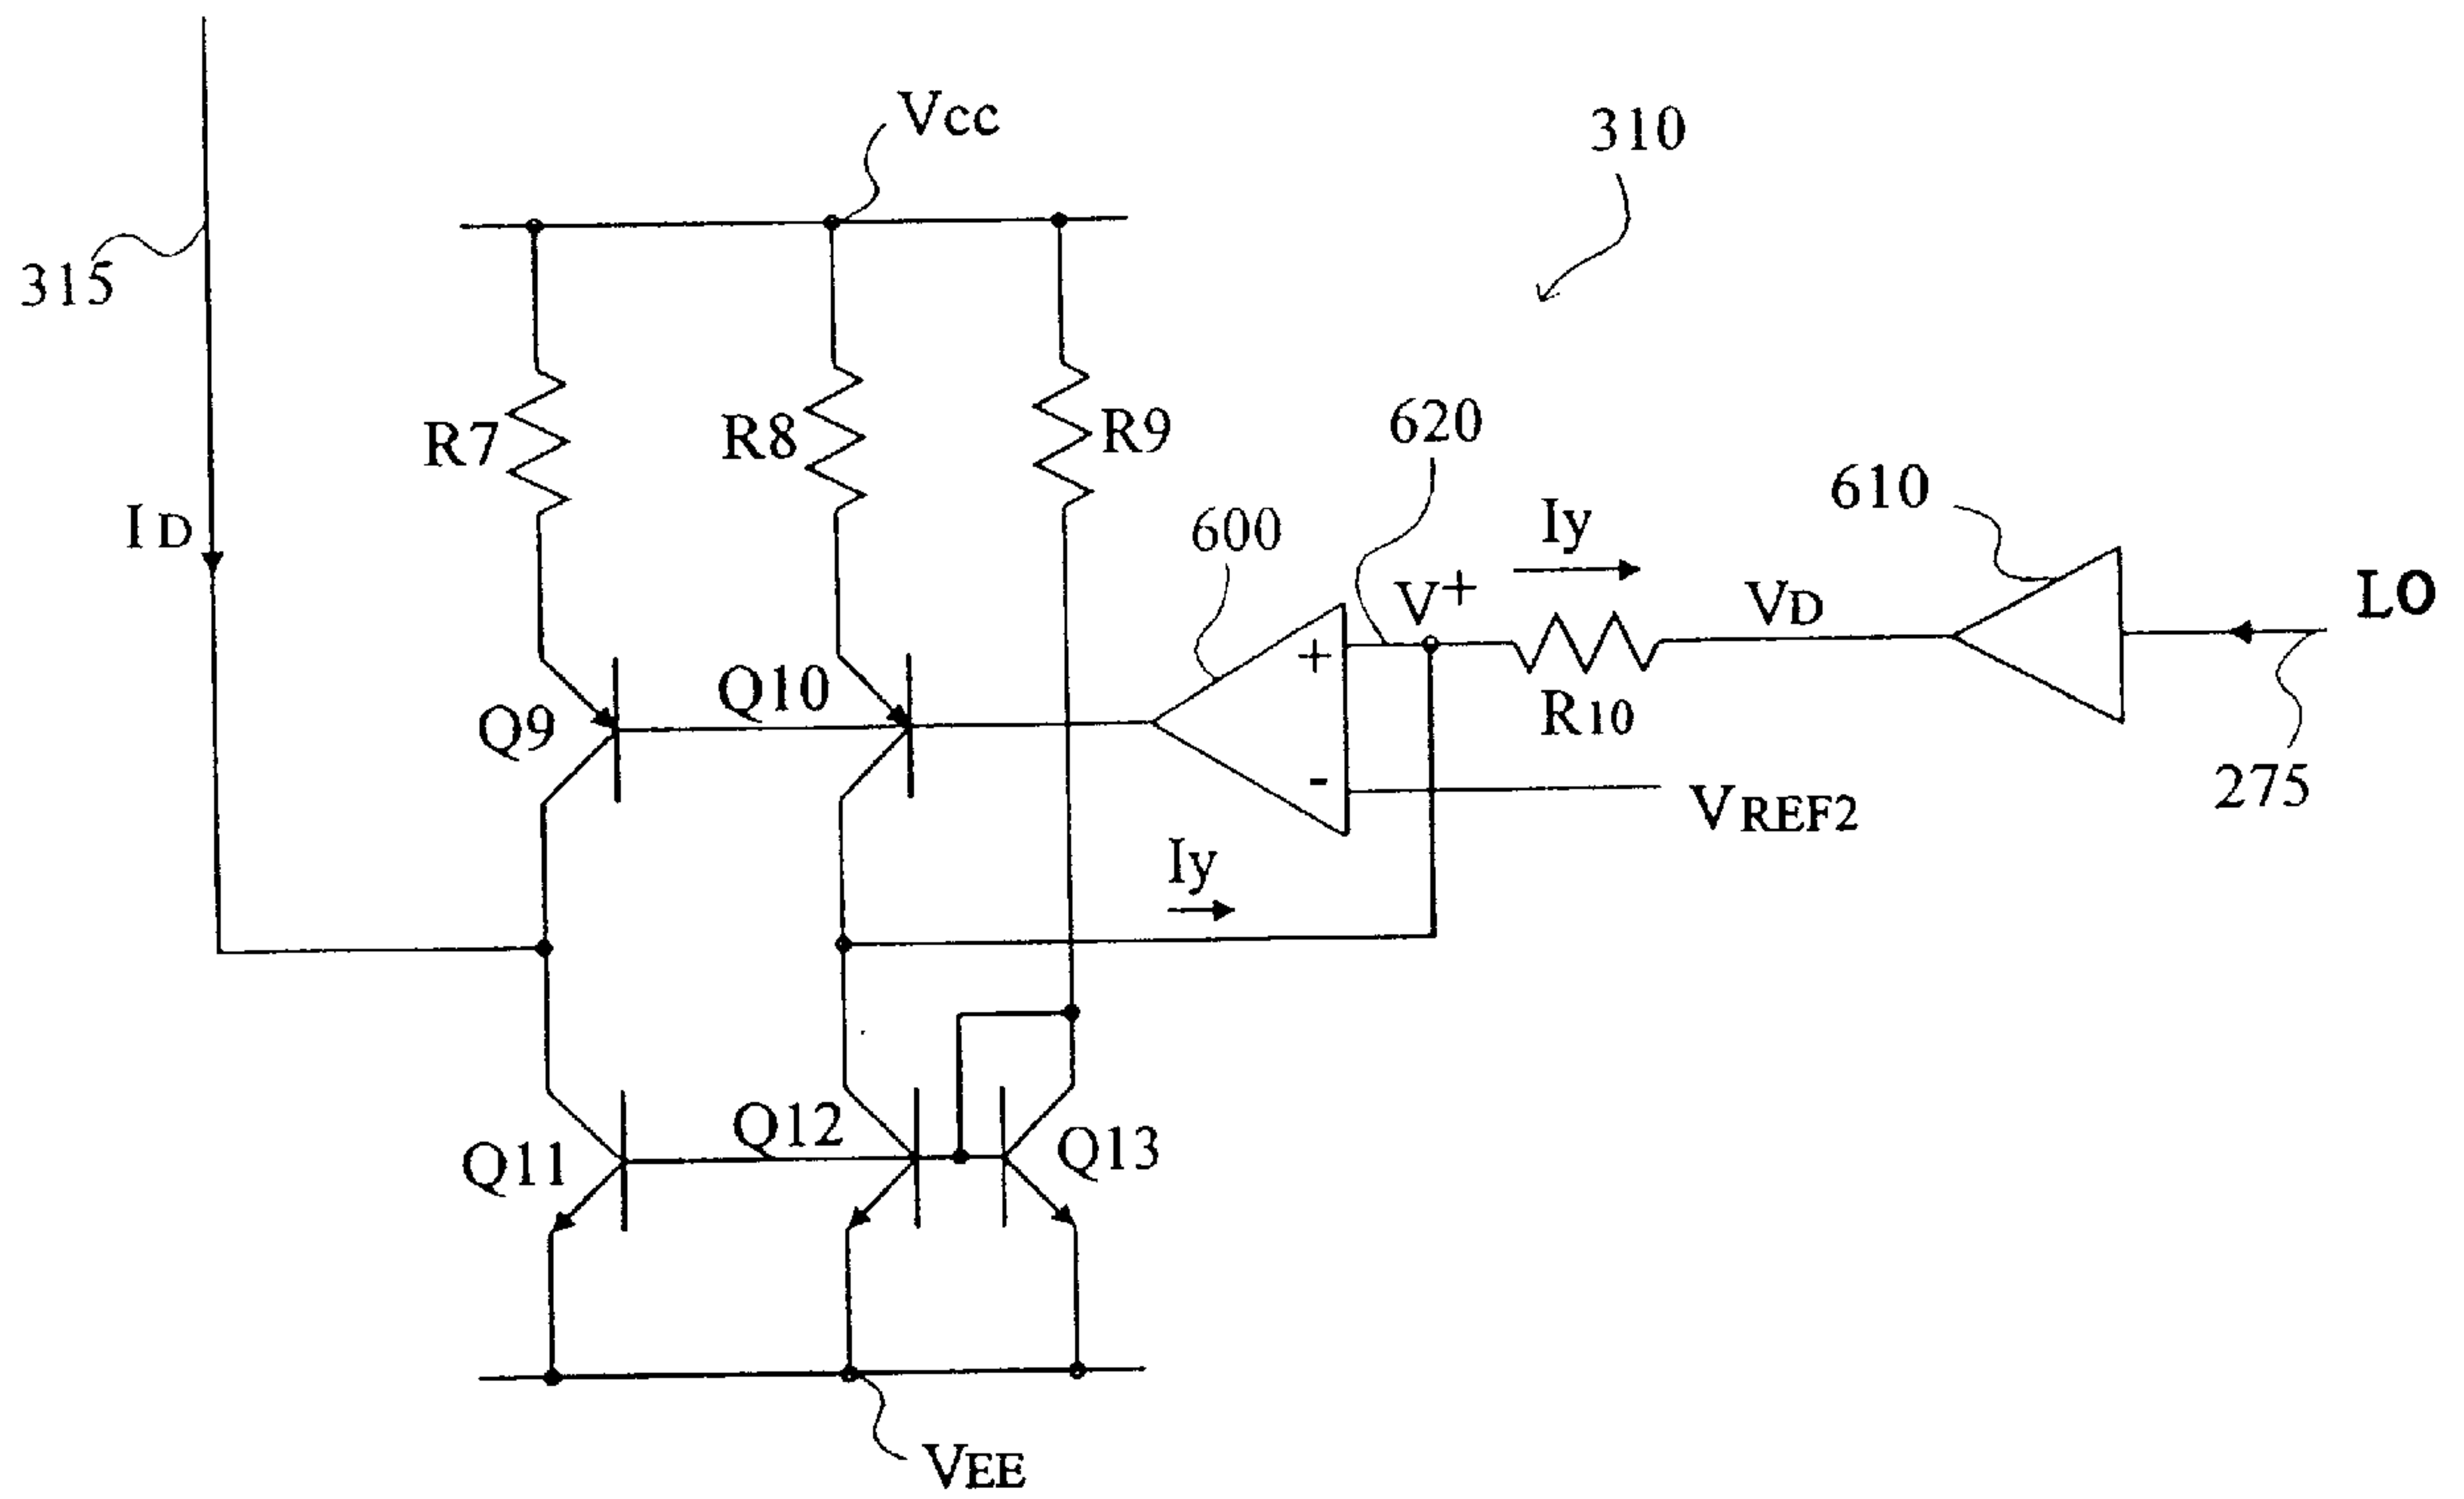 Vcc
310
315
R7
R8
R9
620
610
ID
600
Iy
LO
V+
VD
Q10
+
Q9
R10
-
275
VREF2
Iy
Q12
Q11
Q13
VEE